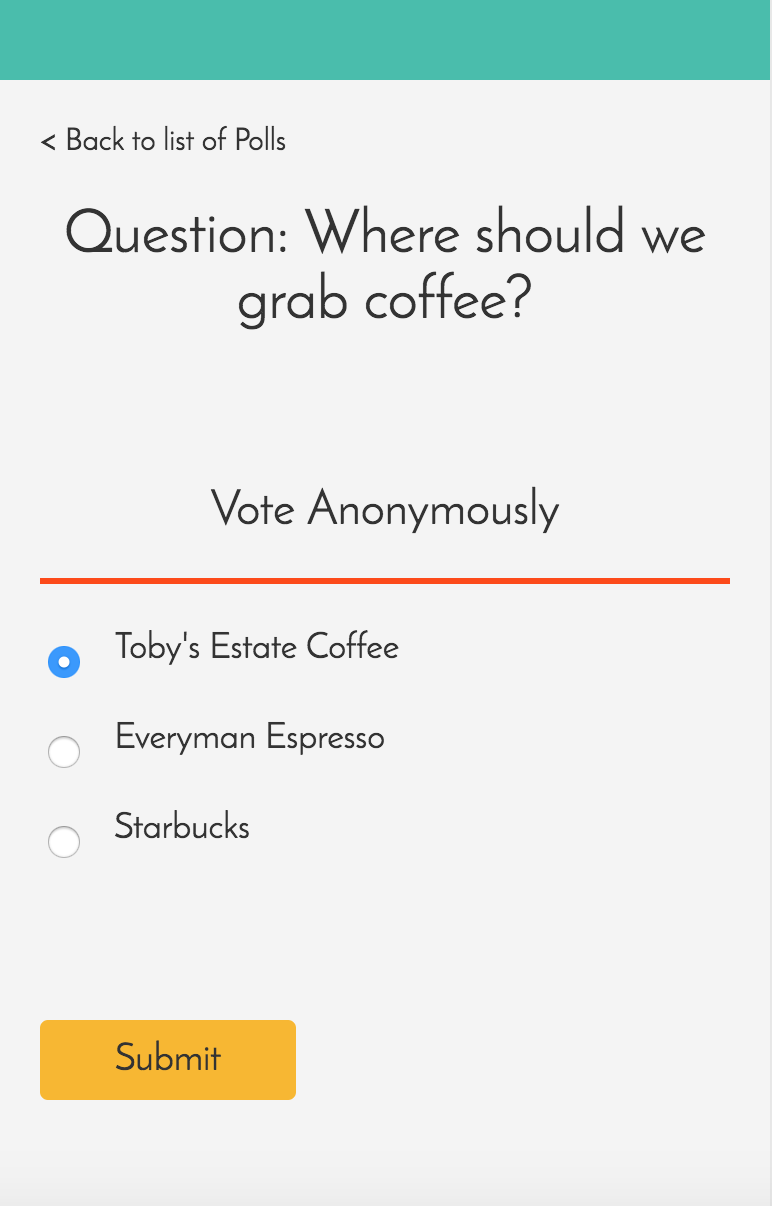 < Back to list of Polls
Question: Where should we
grab coffee?
Vote Anonymously
Toby's Estate Coffee
Everyman Espresso
Starbucks
Submit